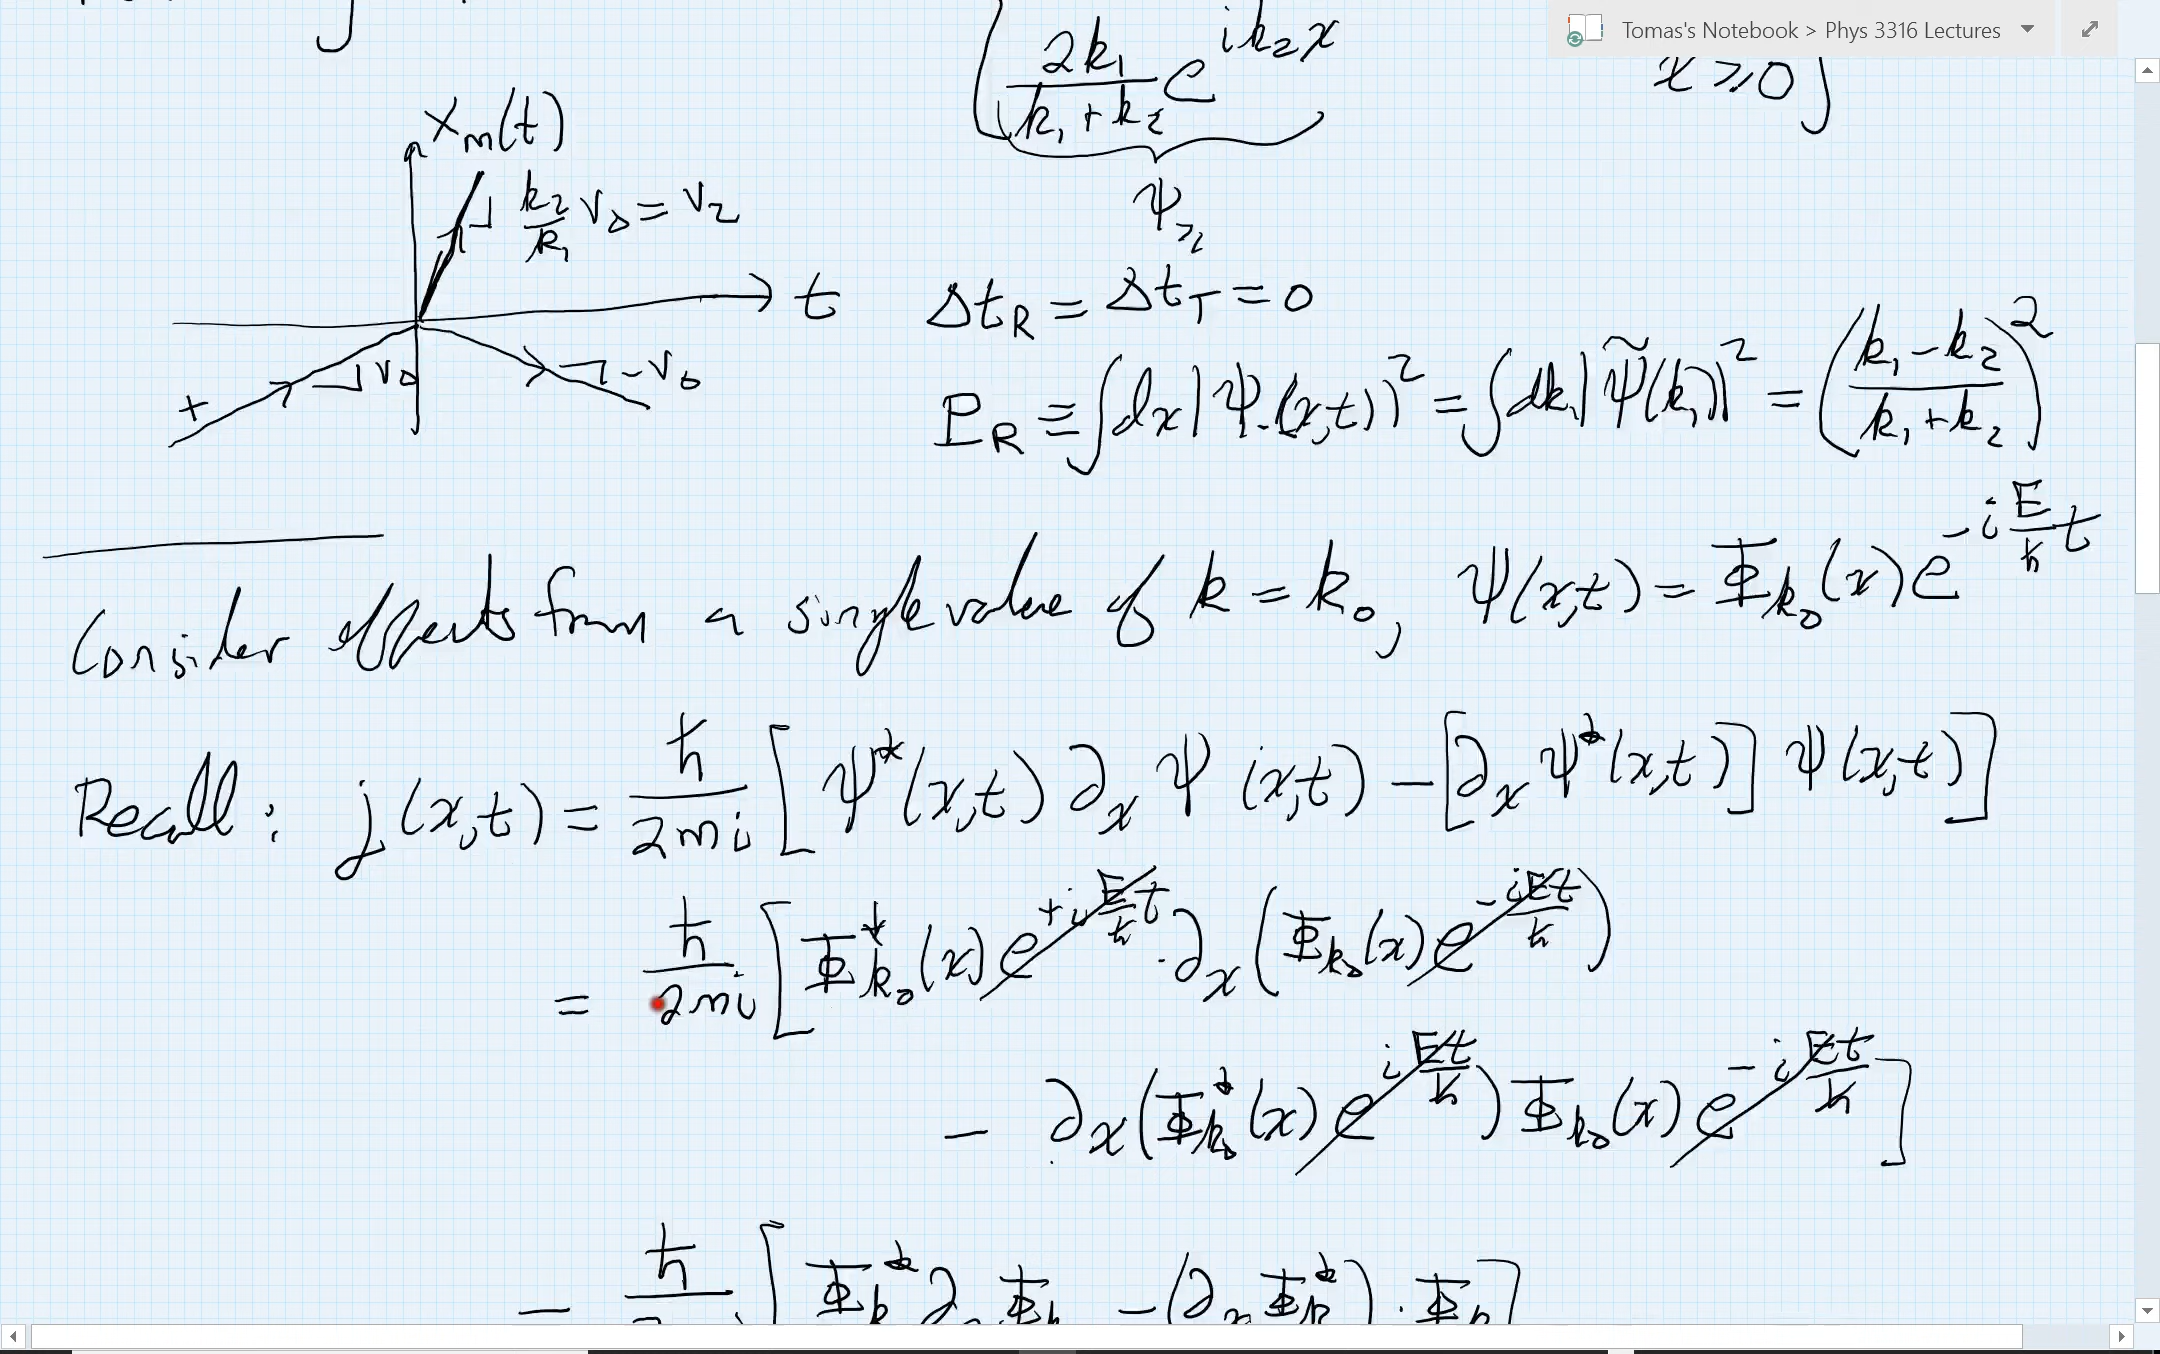 Tomas's Notebook > Phys 3316 Lectures
2k₁/(k₁+k₂) e^{ik₂x} x ≥ 0
Ψ_>
x_m(t)
k₂/k₁ v₀ = v₂
t
v₀
-v₀
Δt_R = Δt_T = 0
P_R ≡ ∫dx|Ψ_-(x,t)|² = ∫dk₁|Ψ̃(k₁)|² = ((k₁-k₂)/(k₁+k₂))²
Consider effects from a single value of k = k₀, Ψ(x,t) = Φ_{k₀}(x) e^{-i(E/ħ)t}
Recall: j(x,t) = ħ/2mi [Ψ*(x,t) ∂_x Ψ(x,t) - [∂_x Ψ*(x,t)] Ψ(x,t)]
= ħ/2mi [Φ*_{k₀}(x) e^{+i(E/ħ)t} · ∂_x (Φ_{k₀}(x) e^{-iEt/ħ})
- ∂_x (Φ*_{k₀}(x) e^{iEt/ħ}) Φ_{k₀}(x) e^{-iEt/ħ}]